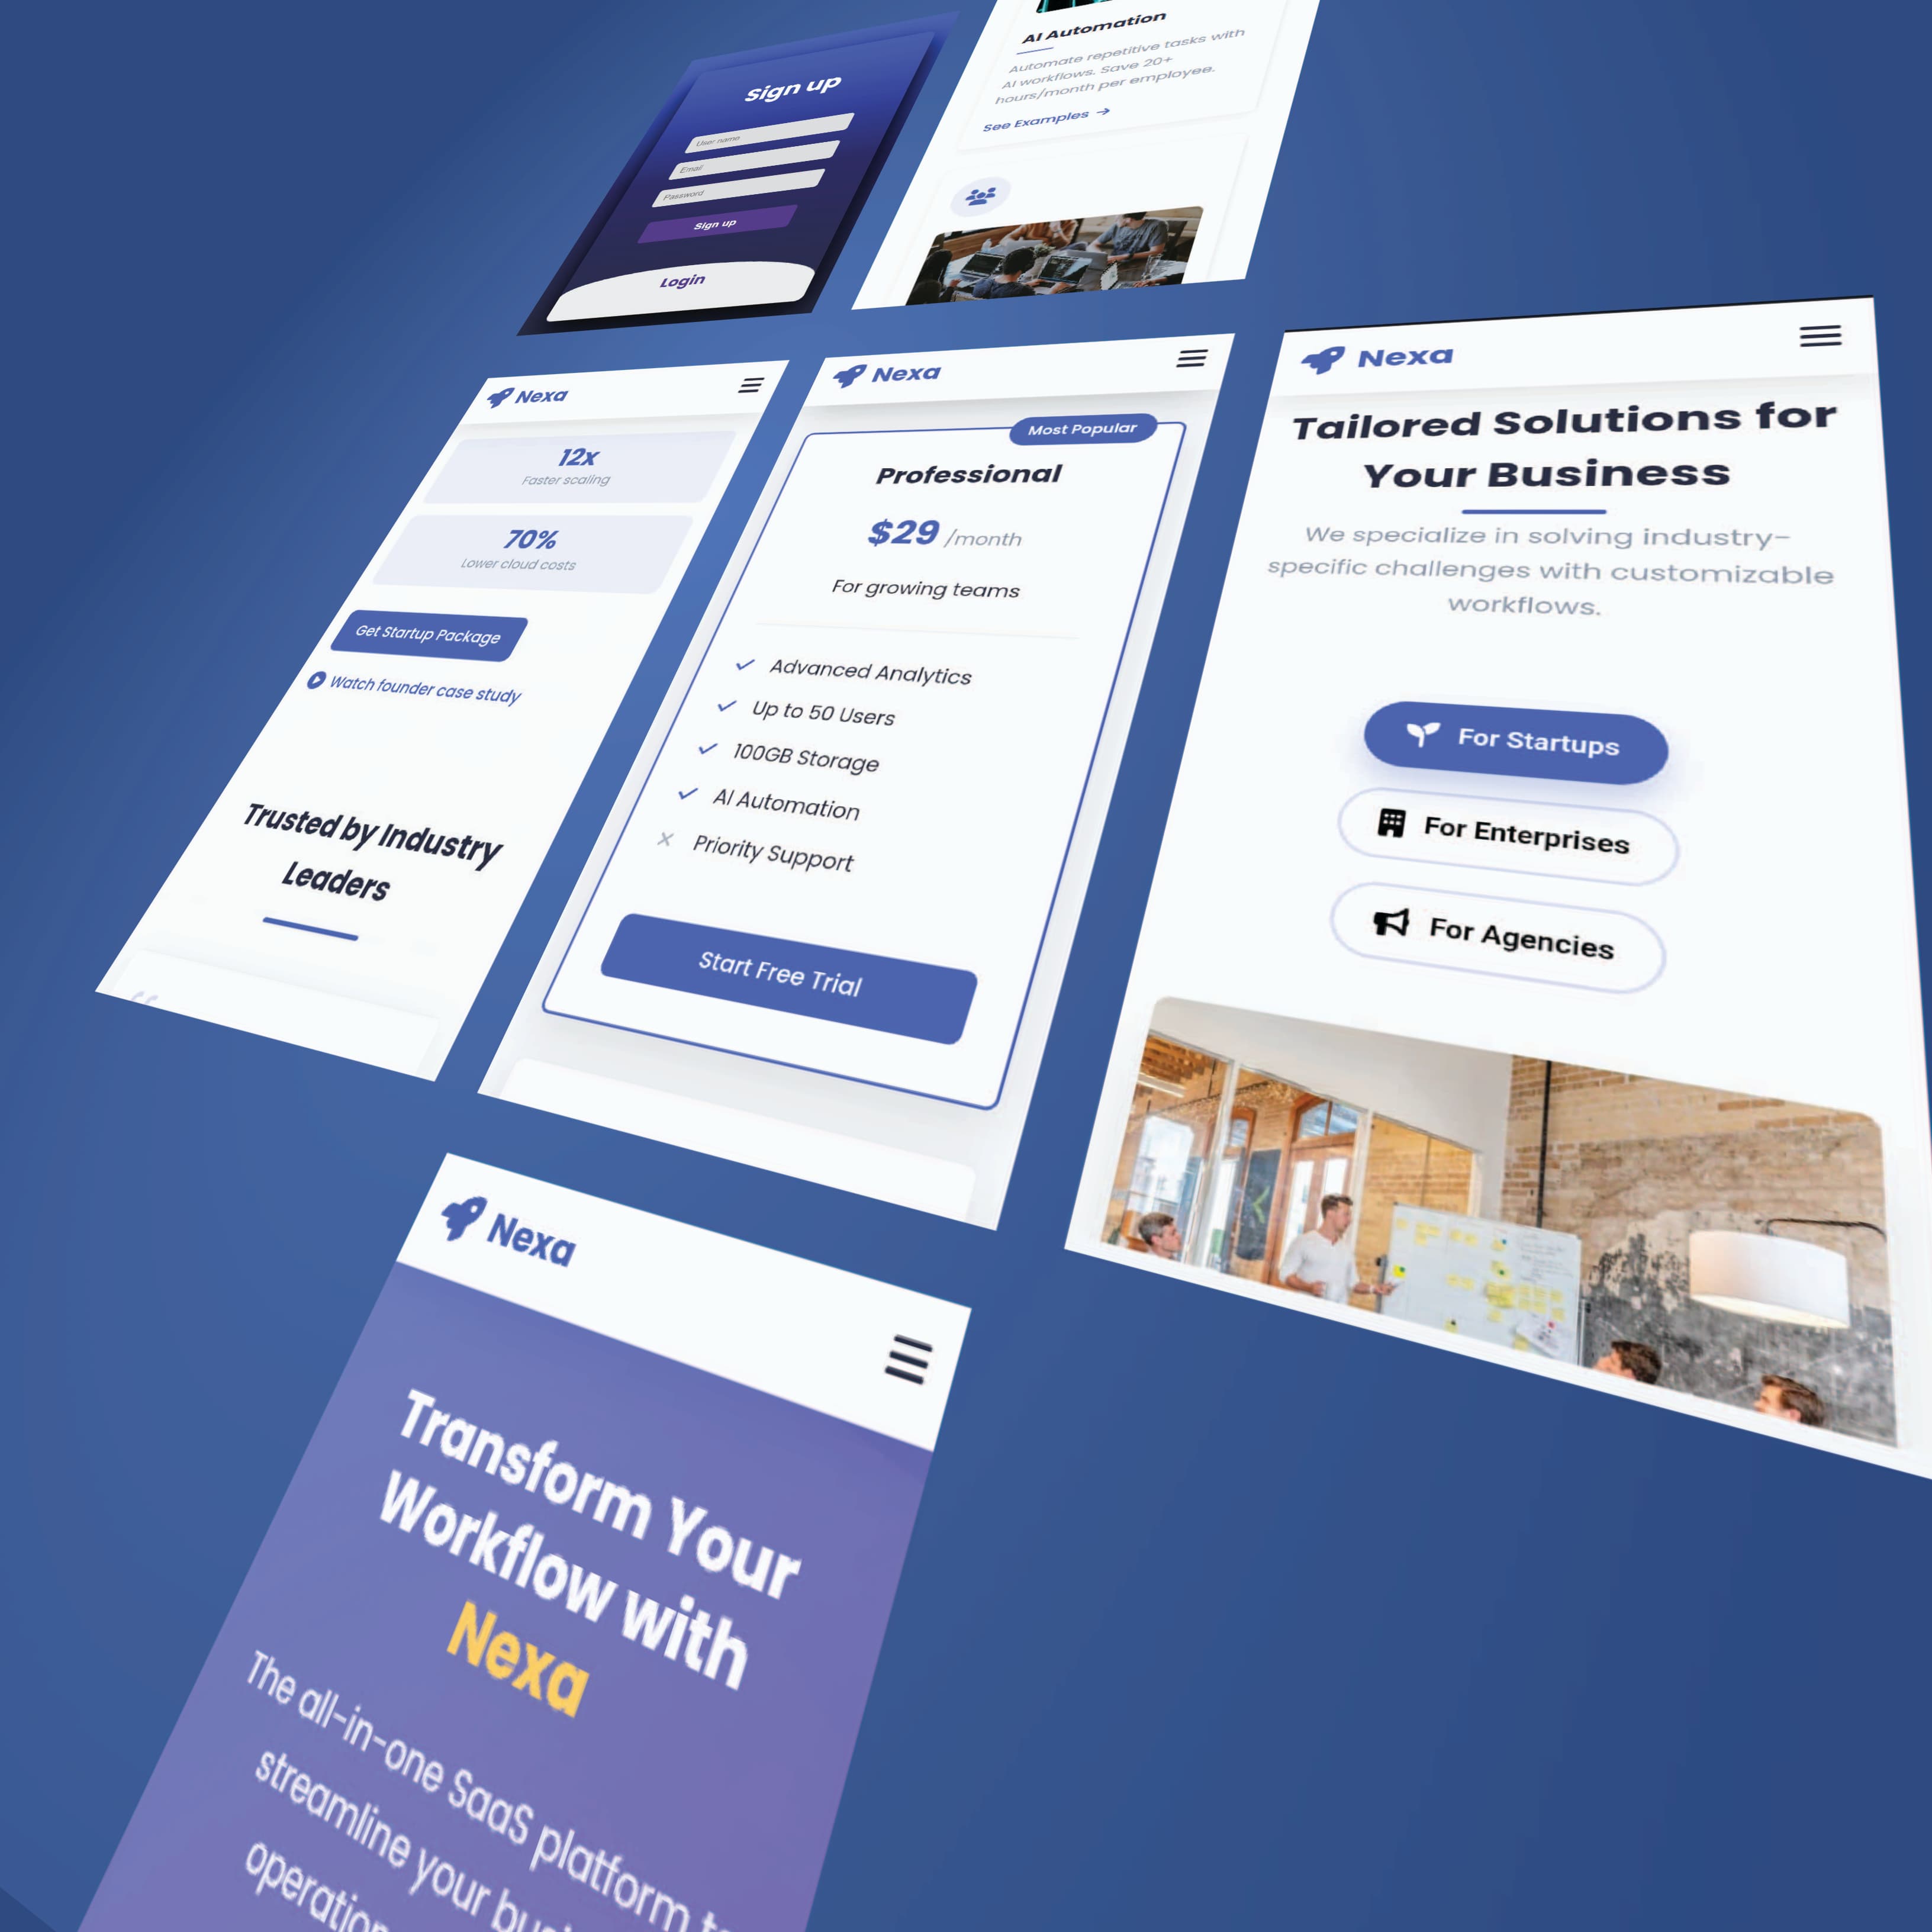 Sign up
User name
Email
Password
Sign up
Login
AI Automation
Automate repetitive tasks with
AI workflows. Save 20+
hours/month per employee.
See Examples →
Nexa
12x
Faster scaling
70%
Lower cloud costs
Get Startup Package
Watch founder case study
Trusted by Industry
Leaders
Nexa
Most Popular
Professional
$29 /month
For growing teams
Advanced Analytics
Up to 50 Users
100GB Storage
AI Automation
Priority Support
Start Free Trial
Nexa
Tailored Solutions for
Your Business
We specialize in solving industry-
specific challenges with customizable
workflows.
For Startups
For Enterprises
For Agencies
Nexa
Transform Your
Workflow with
Nexa
The all-in-one SaaS platform
streamline your